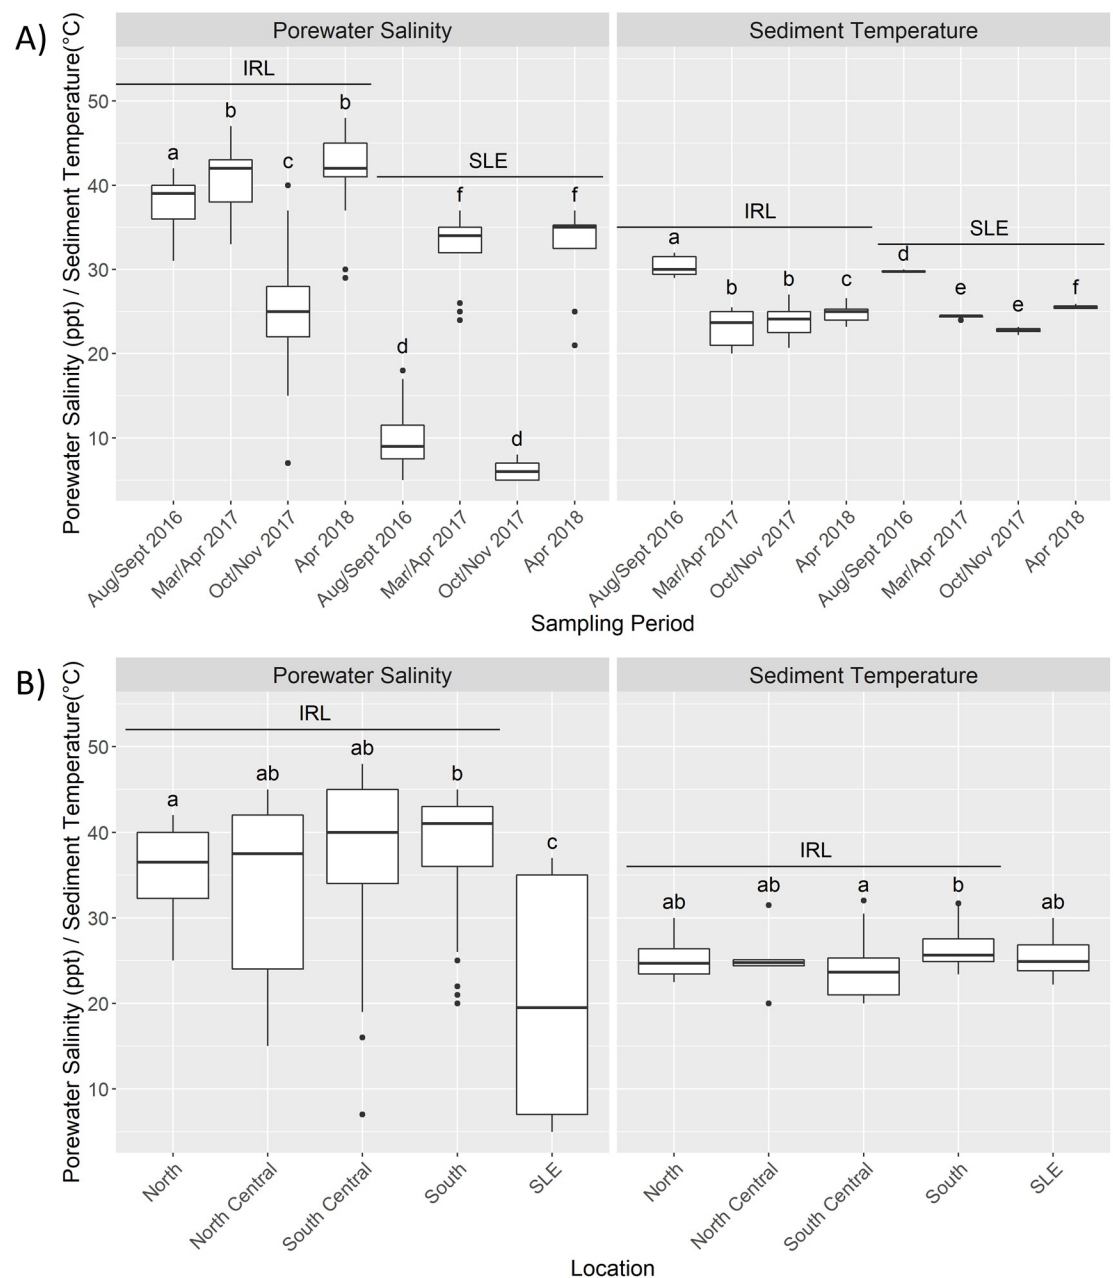 A)
Porewater Salinity (ppt) / Sediment Temperature(°C)
Porewater Salinity
Sediment Temperature
50
40
30
20
10
IRL
a
b
c
b
SLE
d
f
d
f
IRL
a
b
b
c
SLE
d
e
e
f
Aug/Sept 2016
Mar/Apr 2017
Oct/Nov 2017
Apr 2018
Aug/Sept 2016
Mar/Apr 2017
Oct/Nov 2017
Apr 2018
Aug/Sept 2016
Mar/Apr 2017
Oct/Nov 2017
Apr 2018
Aug/Sept 2016
Mar/Apr 2017
Oct/Nov 2017
Apr 2018
Sampling Period
B)
Porewater Salinity (ppt) / Sediment Temperature(°C)
Porewater Salinity
Sediment Temperature
50
40
30
20
10
IRL
a
ab
ab
b
c
IRL
ab
ab
a
b
ab
North
North Central
South Central
South
SLE
North
North Central
South Central
South
SLE
Location